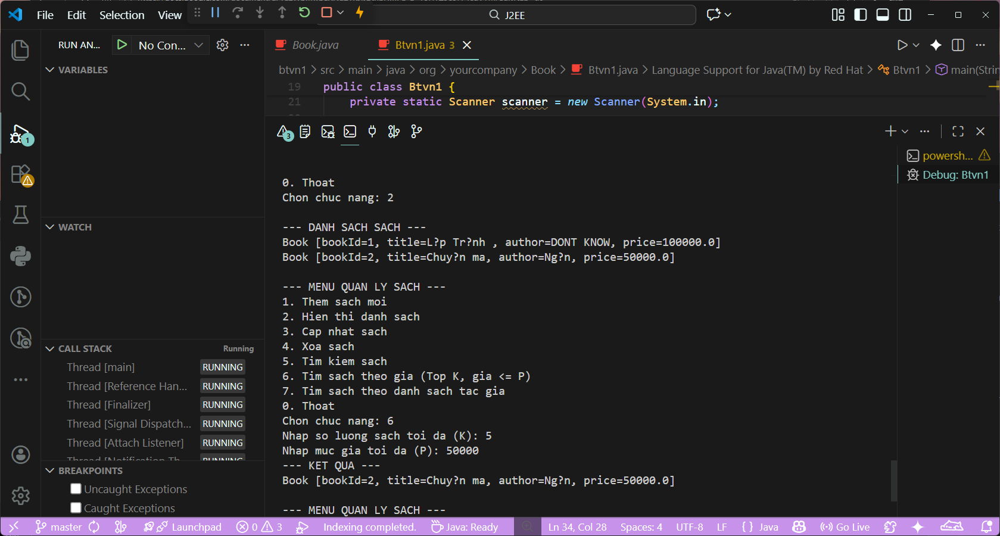 File Edit Selection View
J2EE
RUN AN... No Con...
VARIABLES
WATCH
CALL STACK Running
Thread [main] RUNNING
Thread [Reference Han... RUNNING
Thread [Finalizer] RUNNING
Thread [Signal Dispatch... RUNNING
Thread [Attach Listener] RUNNING
Thread [Notification Th... RUNNING
BREAKPOINTS
Uncaught Exceptions
Caught Exceptions
1
Book.java Btvn1.java 3
btvn1 > src > main > java > org > yourcompany > Book > Btvn1.java > Language Support for Java(TM) by Red Hat > Btvn1 > main(Strin
19 public class Btvn1 {
21 private static Scanner scanner = new Scanner(System.in);
3
powersh...
Debug: Btvn1
0. Thoat
Chon chuc nang: 2
--- DANH SACH SACH ---
Book [bookId=1, title=L?p Tr?nh , author=DONT KNOW, price=100000.0]
Book [bookId=2, title=Chuy?n ma, author=Ng?n, price=50000.0]
--- MENU QUAN LY SACH ---
1. Them sach moi
2. Hien thi danh sach
3. Cap nhat sach
4. Xoa sach
5. Tim kiem sach
6. Tim sach theo gia (Top K, gia <= P)
7. Tim sach theo danh sach tac gia
0. Thoat
Chon chuc nang: 6
Nhap so luong sach toi da (K): 5
Nhap muc gia toi da (P): 50000
--- KET QUA ---
Book [bookId=2, title=Chuy?n ma, author=Ng?n, price=50000.0]
--- MENU QUAN LY SACH ---
master Launchpad 0 3 Indexing completed. Java: Ready Ln 34, Col 28 Spaces: 4 UTF-8 LF {} Java Go Live